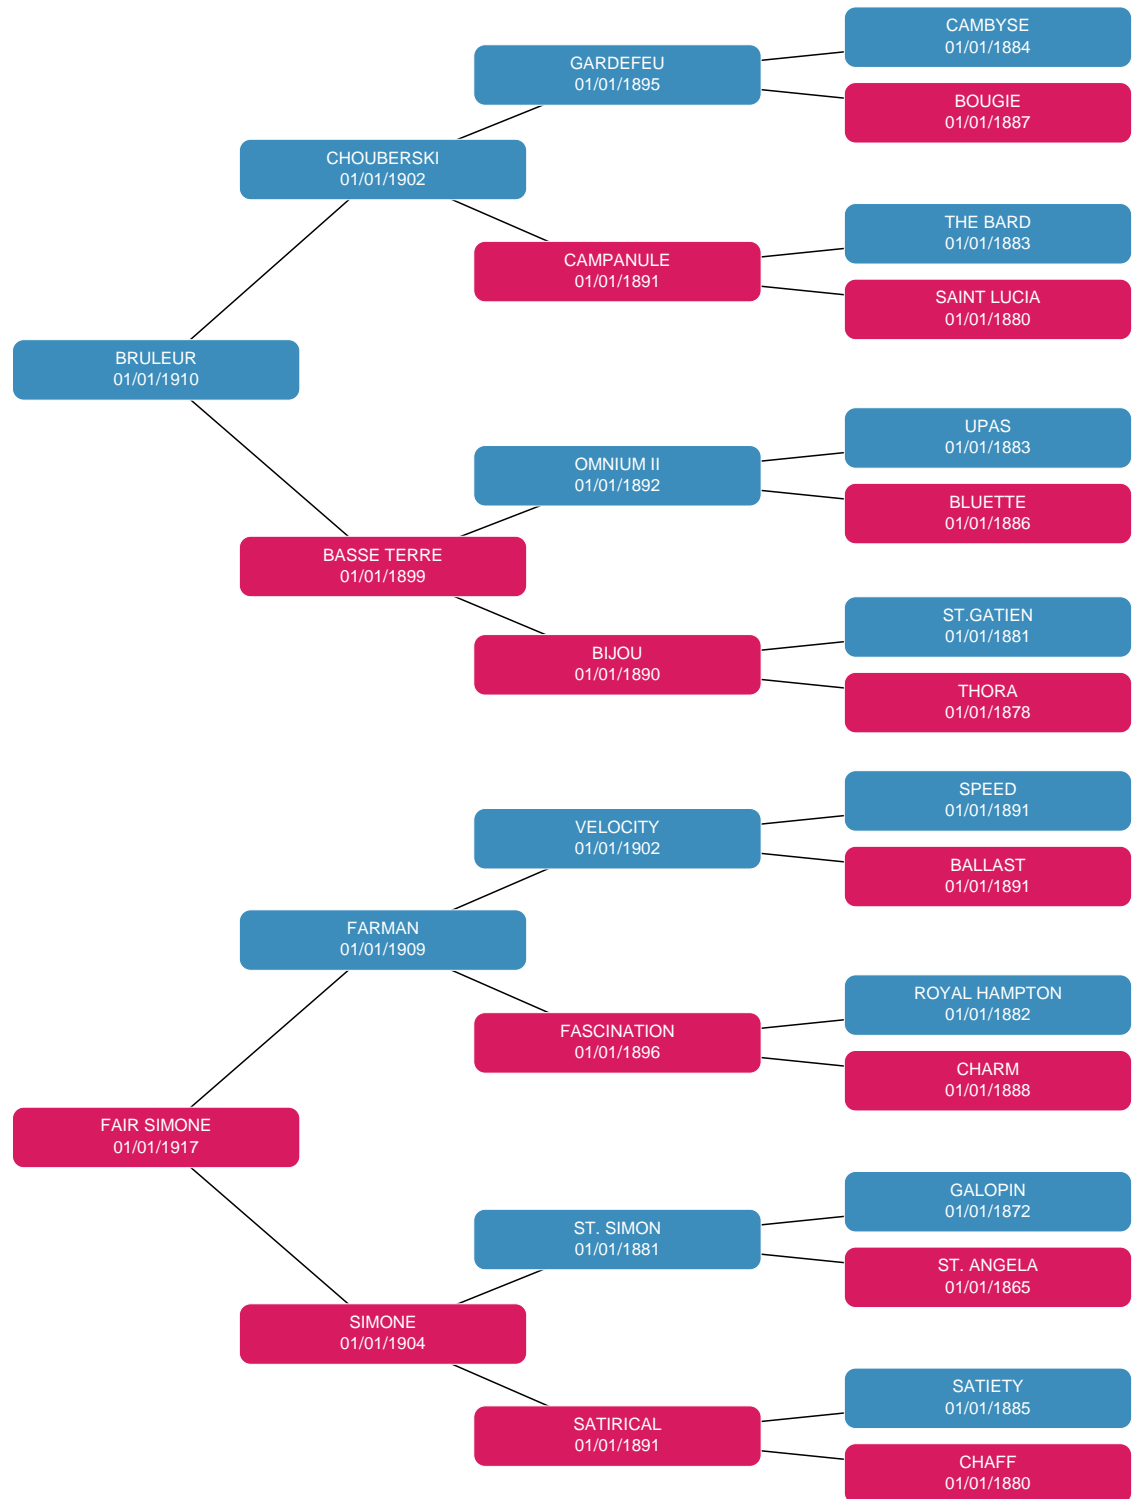 CAMBYSE
01/01/1884
GARDEFEU
01/01/1895
BOUGIE
01/01/1887
CHOUBERSKI
01/01/1902
THE BARD
01/01/1883
CAMPANULE
01/01/1891
SAINT LUCIA
01/01/1880
BRULEUR
01/01/1910
UPAS
01/01/1883
OMNIUM II
01/01/1892
BLUETTE
01/01/1886
BASSE TERRE
01/01/1899
ST.GATIEN
01/01/1881
BIJOU
01/01/1890
THORA
01/01/1878
SPEED
01/01/1891
VELOCITY
01/01/1902
BALLAST
01/01/1891
FARMAN
01/01/1909
ROYAL HAMPTON
01/01/1882
FASCINATION
01/01/1896
CHARM
01/01/1888
FAIR SIMONE
01/01/1917
GALOPIN
01/01/1872
ST. SIMON
01/01/1881
ST. ANGELA
01/01/1865
SIMONE
01/01/1904
SATIETY
01/01/1885
SATIRICAL
01/01/1891
CHAFF
01/01/1880